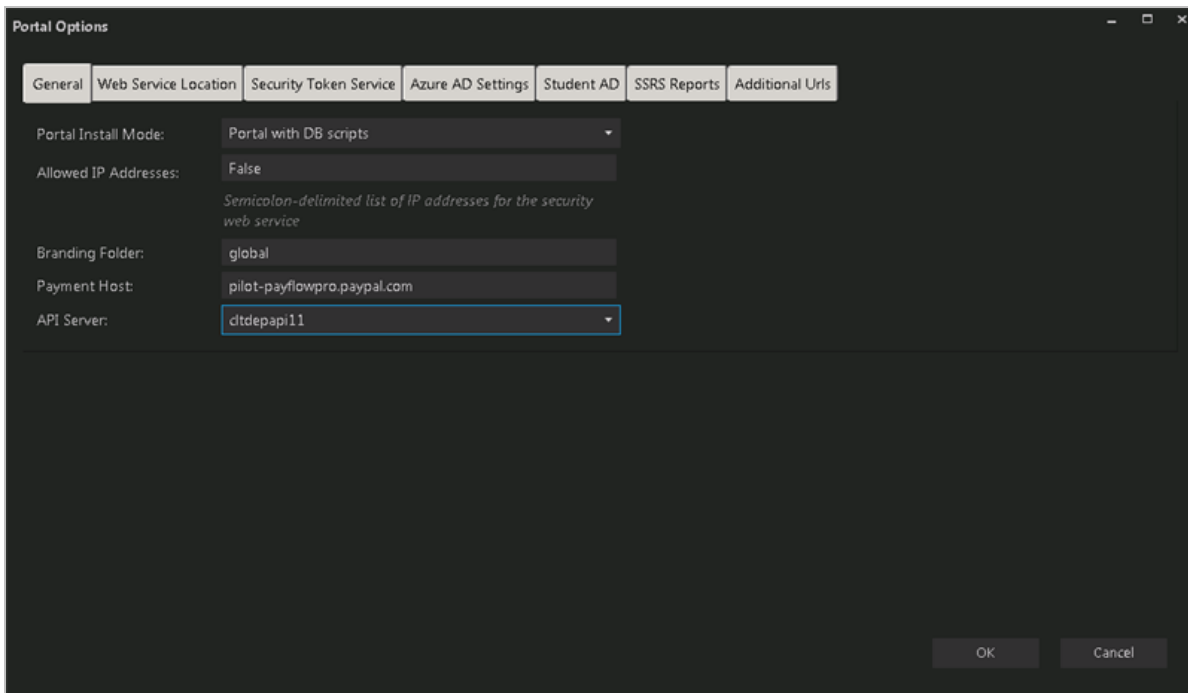 Portal Options
General
Web Service Location
Security Token Service
Azure AD Settings
Student AD
SSRS Reports
Additional Urls
Portal Install Mode:
Portal with DB scripts
Allowed IP Addresses:
False
Semicolon-delimited list of IP addresses for the security
web service
Branding Folder:
global
Payment Host:
pilot-payflowpro.paypal.com
API Server:
cltdepapi11
OK
Cancel